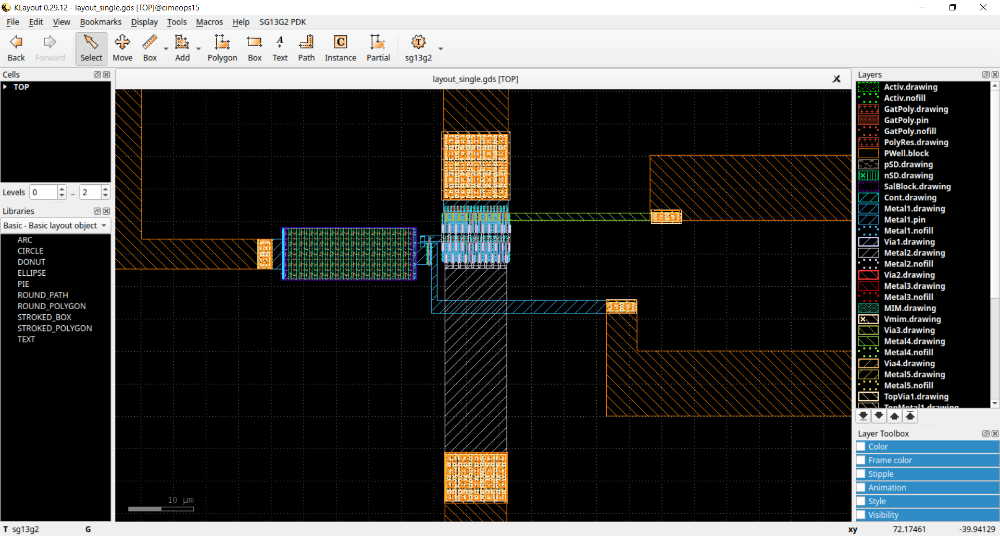 KLayout 0.29.12 - layout_single.gds [TOP]@cimeops15
File Edit View Bookmarks Display Tools Macros Help SG13G2 PDK
Back Forward Select Move Box Add Polygon Box Text Path Instance Partial sg13g2
Cells
TOP
Levels 0 .. 2
Libraries
Basic - Basic layout object
ARC
CIRCLE
DONUT
ELLIPSE
PIE
ROUND_PATH
ROUND_POLYGON
STROKED_BOX
STROKED_POLYGON
TEXT
layout_single.gds [TOP]
10 μm
Layers
Activ.drawing
Activ.nofill
GatPoly.drawing
GatPoly.pin
GatPoly.nofill
PolyRes.drawing
PWell.block
pSD.drawing
nSD.drawing
SalBlock.drawing
Cont.drawing
Metal1.drawing
Metal1.pin
Metal1.nofill
Via1.drawing
Metal2.drawing
Metal2.nofill
Via2.drawing
Metal3.drawing
Metal3.nofill
MIM.drawing
Vmim.drawing
Via3.drawing
Metal4.drawing
Metal4.nofill
Via4.drawing
Metal5.drawing
Metal5.nofill
TopVia1.drawing
TopMetal1.drawing
Layer Toolbox
Color
Frame color
Stipple
Animation
Style
Visibility
T sg13g2 G xy 72.17461 -39.94129